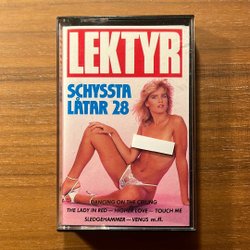 LEKTYR
SCHYSSTA
LÅTAR 28
DANCING ON THE CEILING
THE LADY IN RED – HIGHER LOVE – TOUCH ME
SLEDGEHAMMER – VENUS m.fl.